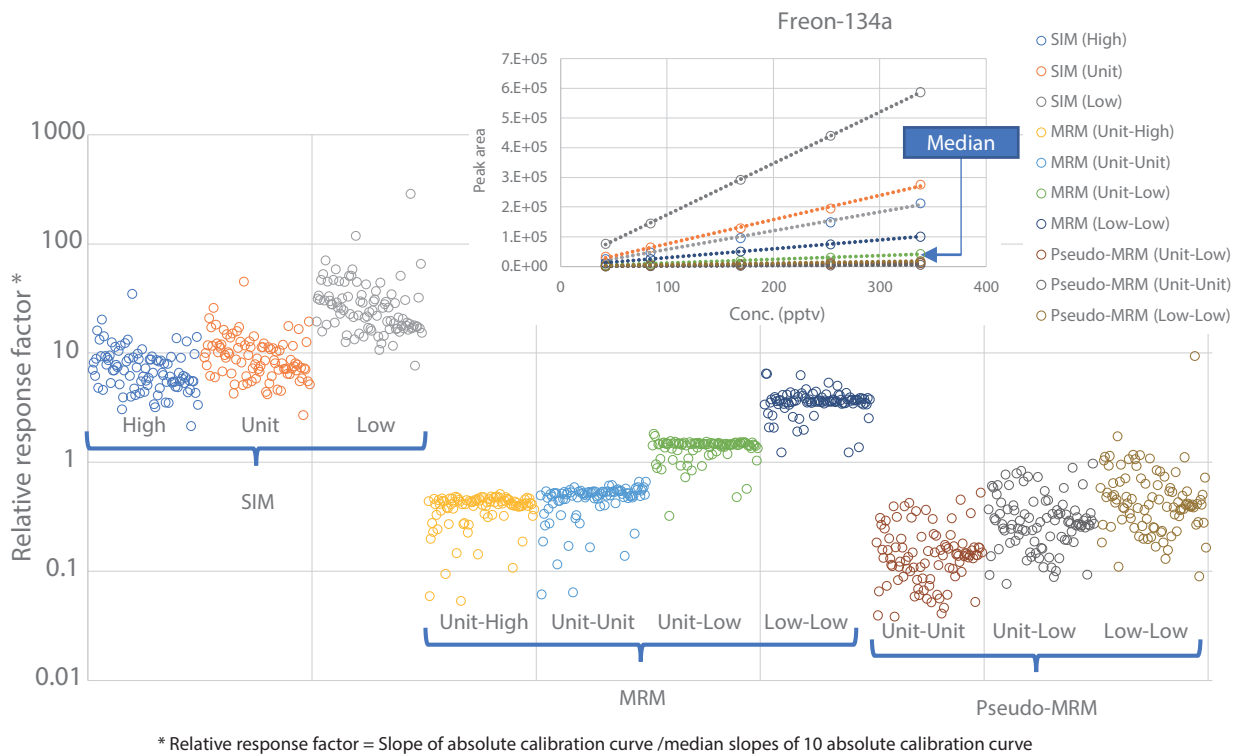 Freon-134a
7.E+05
6.E+05
5.E+05
4.E+05
3.E+05
2.E+05
1.E+05
0.E+00
Peak area
0
100
200
300
400
Conc. (pptv)
Median
SIM (High)
SIM (Unit)
SIM (Low)
MRM (Unit-High)
MRM (Unit-Unit)
MRM (Unit-Low)
MRM (Low-Low)
Pseudo-MRM (Unit-Low)
Pseudo-MRM (Unit-Unit)
Pseudo-MRM (Low-Low)
Relative response factor *
1000
100
10
1
0.1
0.01
High
Unit
Low
SIM
Unit-High
Unit-Unit
Unit-Low
Low-Low
MRM
Unit-Unit
Unit-Low
Low-Low
Pseudo-MRM
* Relative response factor = Slope of absolute calibration curve /median slopes of 10 absolute calibration curve